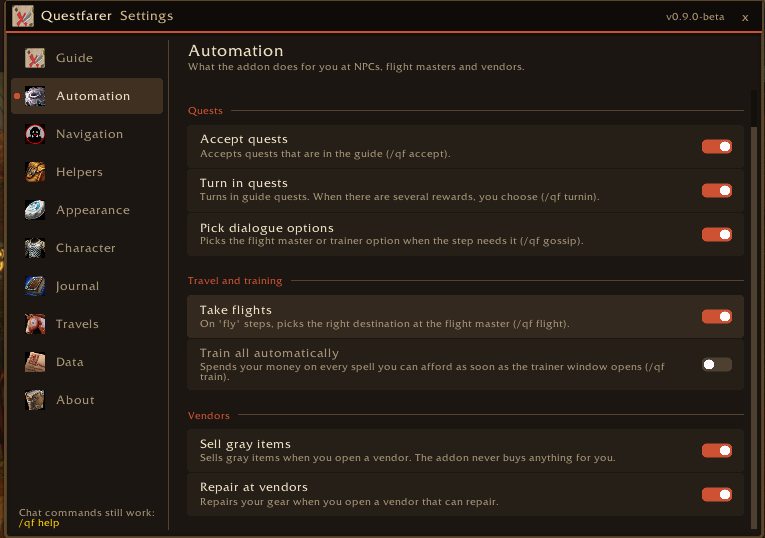 Questfarer Settings
v0.9.0-beta
x
Guide
Automation
Navigation
Helpers
Appearance
Character
Journal
Travels
Data
About
Chat commands still work:
/qf help
Automation
What the addon does for you at NPCs, flight masters and vendors.
Quests
Accept quests
Accepts quests that are in the guide (/qf accept).
Turn in quests
Turns in guide quests. When there are several rewards, you choose (/qf turnin).
Pick dialogue options
Picks the flight master or trainer option when the step needs it (/qf gossip).
Travel and training
Take flights
On 'fly' steps, picks the right destination at the flight master (/qf flight).
Train all automatically
Spends your money on every spell you can afford as soon as the trainer window opens (/qf
train).
Vendors
Sell gray items
Sells gray items when you open a vendor. The addon never buys anything for you.
Repair at vendors
Repairs your gear when you open a vendor that can repair.